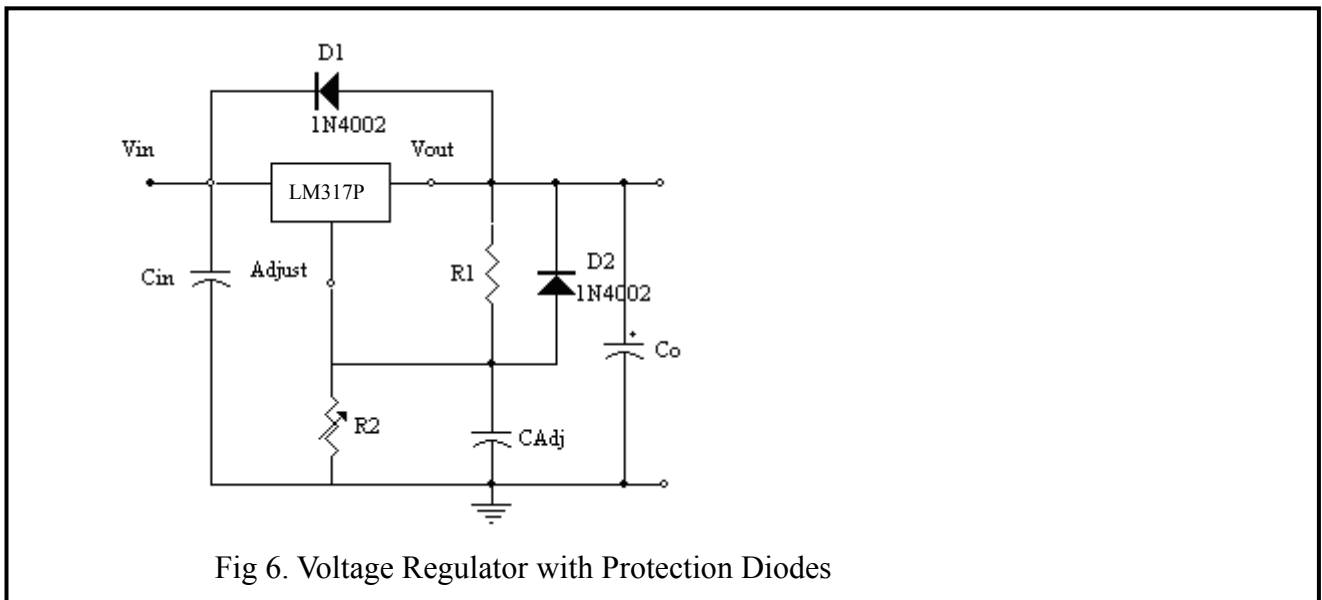 D1
1N4002
Vin
Vout
LM317P
Cin
Adjust
R1
D2
1N4002
Co
R2
CAdj
Fig 6. Voltage Regulator with Protection Diodes